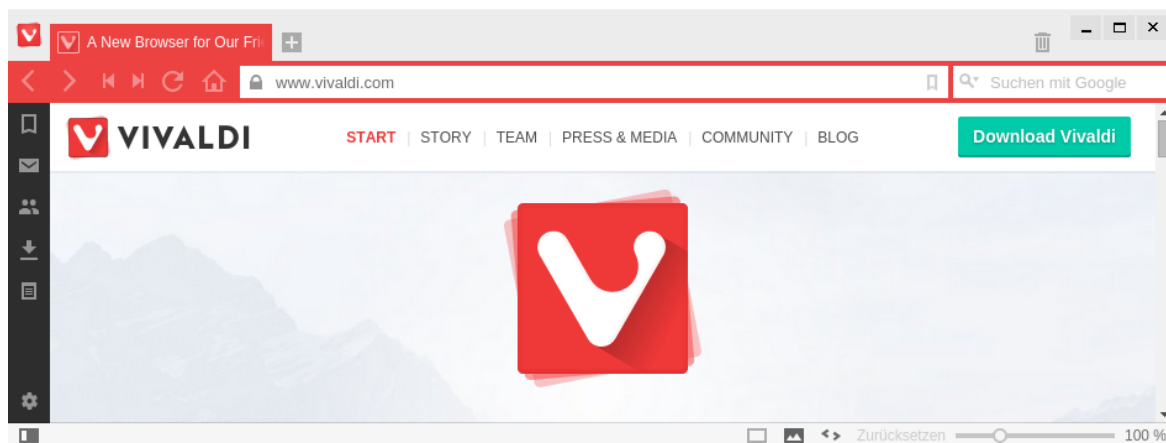 A New Browser for Our Frie
www.vivaldi.com
Suchen mit Google
VIVALDI
START | STORY | TEAM | PRESS & MEDIA | COMMUNITY | BLOG
Download Vivaldi
Zurücksetzen
100 %